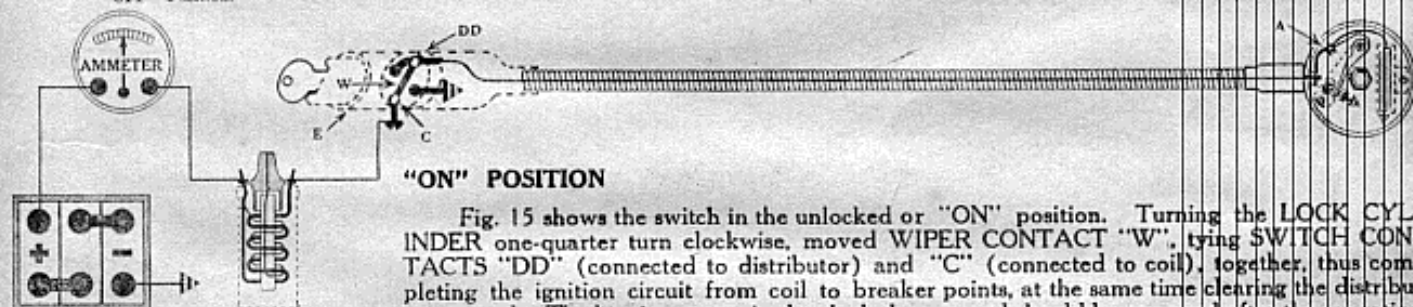 DD
A
AMMETER
W
E
C
"ON" POSITION
+ −
Fig. 15 shows the switch in the unlocked or "ON" position. Turning the LOCK CYL-
INDER one-quarter turn clockwise, moved WIPER CONTACT "W", tying SWITCH CON-
TACTS "DD" (connected to distributor) and "C" (connected to coil), together, thus com-
pleting the ignition circuit from coil to breaker points, at the same time clearing the distribu